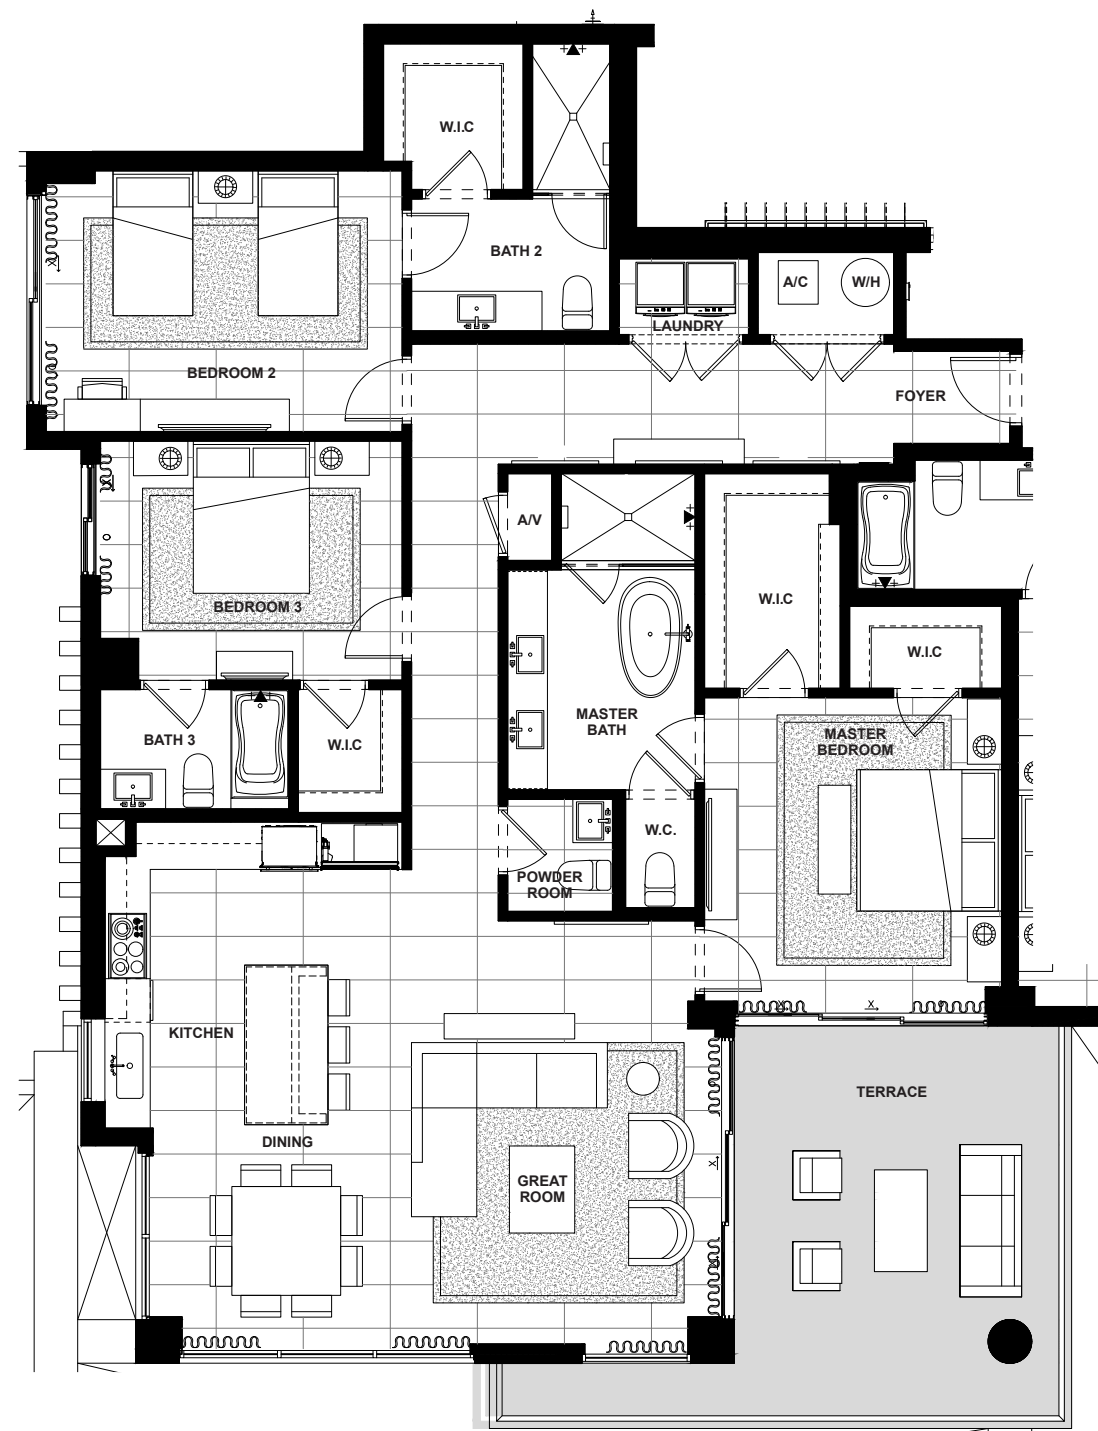 W.I.C
BATH 2
A/C
W/H
LAUNDRY
BEDROOM 2
FOYER
A/V
W.I.C
BEDROOM 3
W.I.C
MASTER
BATH
MASTER
BEDROOM
BATH 3
W.I.C
W.C.
POWDER
ROOM
KITCHEN
TERRACE
DINING
GREAT
ROOM